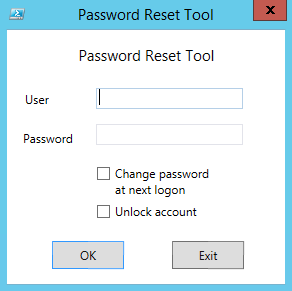 Password Reset Tool
Password Reset Tool
User
Password
Change password
at next logon
Unlock account
OK
Exit